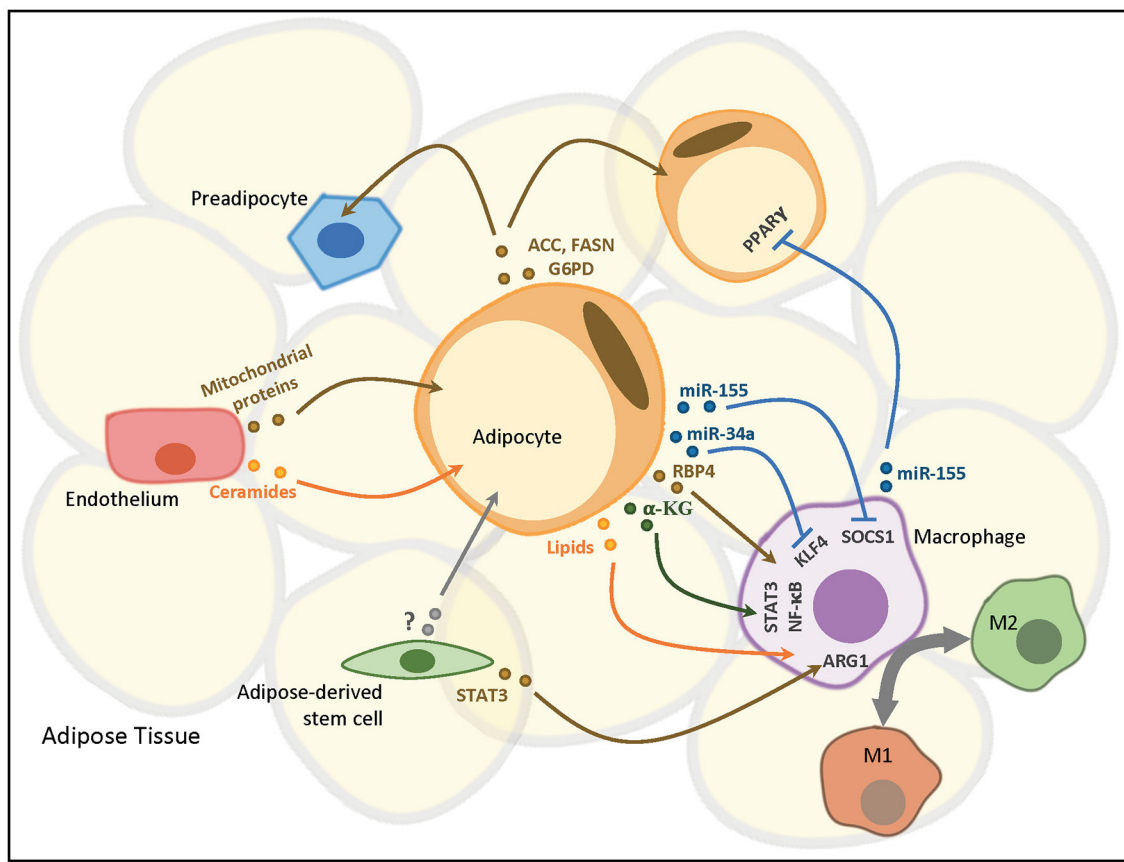 Preadipocyte
ACC, FASN
G6PD
PPARγ
Mitochondrial
proteins
Endothelium
Ceramides
Adipocyte
miR-155
miR-34a
RBP4
α-KG
Lipids
miR-155
Macrophage
SOCS1
KLF4
STAT3
NF-κB
ARG1
M2
M1
?
Adipose-derived
stem cell
STAT3
Adipose Tissue